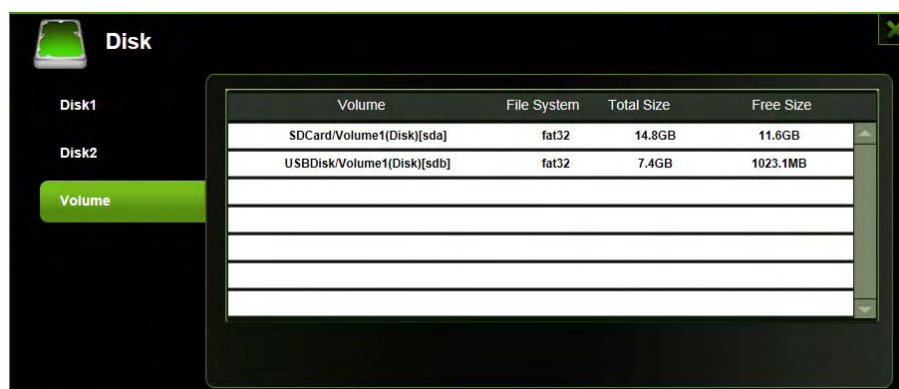 Disk
Disk1
Disk2
Volume
Volume File System Total Size Free Size
SDCard/Volume1(Disk)[sda] fat32 14.8GB 11.6GB
USBDisk/Volume1(Disk)[sdb] fat32 7.4GB 1023.1MB